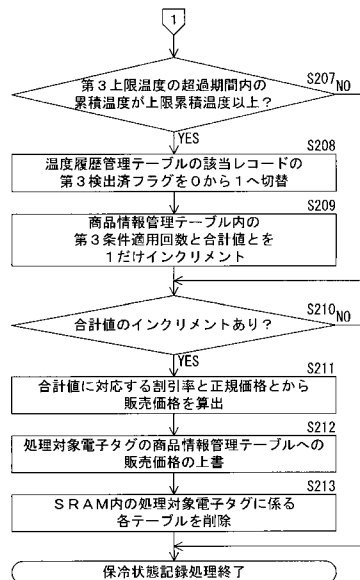 1
第３上限温度の超過期間内の
累積温度が上限累積温度以上？
S207
NO
YES
S208
温度履歴管理テーブルの該当レコードの
第３検出済フラグを０から１へ切替
S209
商品情報管理テーブル内の
第３条件適用回数と合計値とを
１だけインクリメント
S210
合計値のインクリメントあり？
NO
YES
S211
合計値に対応する割引率と正規価格とから
販売価格を算出
S212
処理対象電子タグの商品情報管理テーブルへの
販売価格の上書
S213
ＳＲＡＭ内の処理対象電子タグに係る
各テーブルを削除
保冷状態記録処理終了